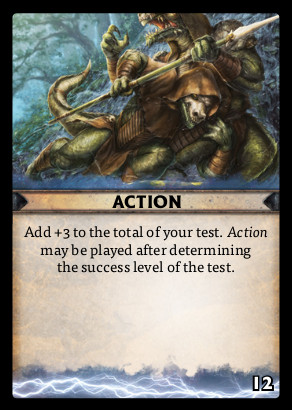 ACTION
Add +3 to the total of your test. Action
may be played after determining
the success level of the test.
12